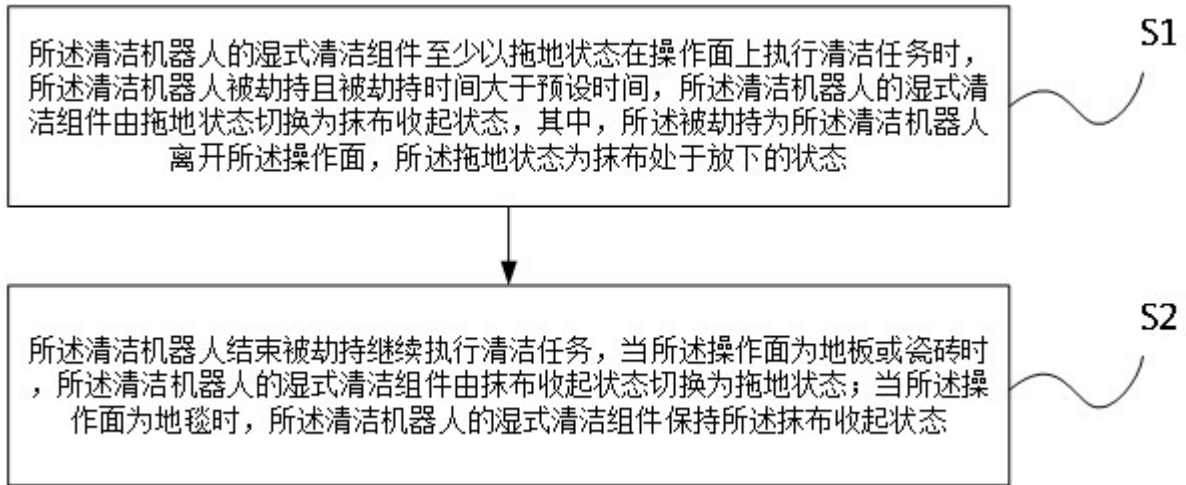 所述清洁机器人的湿式清洁组件至少以拖地状态在操作面上执行清洁任务时，
所述清洁机器人被劫持且被劫持时间大于预设时间，所述清洁机器人的湿式清
洁组件由拖地状态切换为抹布收起状态，其中，所述被劫持为所述清洁机器人
离开所述操作面，所述拖地状态为抹布处于放下的状态
S1
所述清洁机器人结束被劫持继续执行清洁任务，当所述操作面为地板或瓷砖时
，所述清洁机器人的湿式清洁组件由抹布收起状态切换为拖地状态；当所述操
作面为地毯时，所述清洁机器人的湿式清洁组件保持所述抹布收起状态
S2